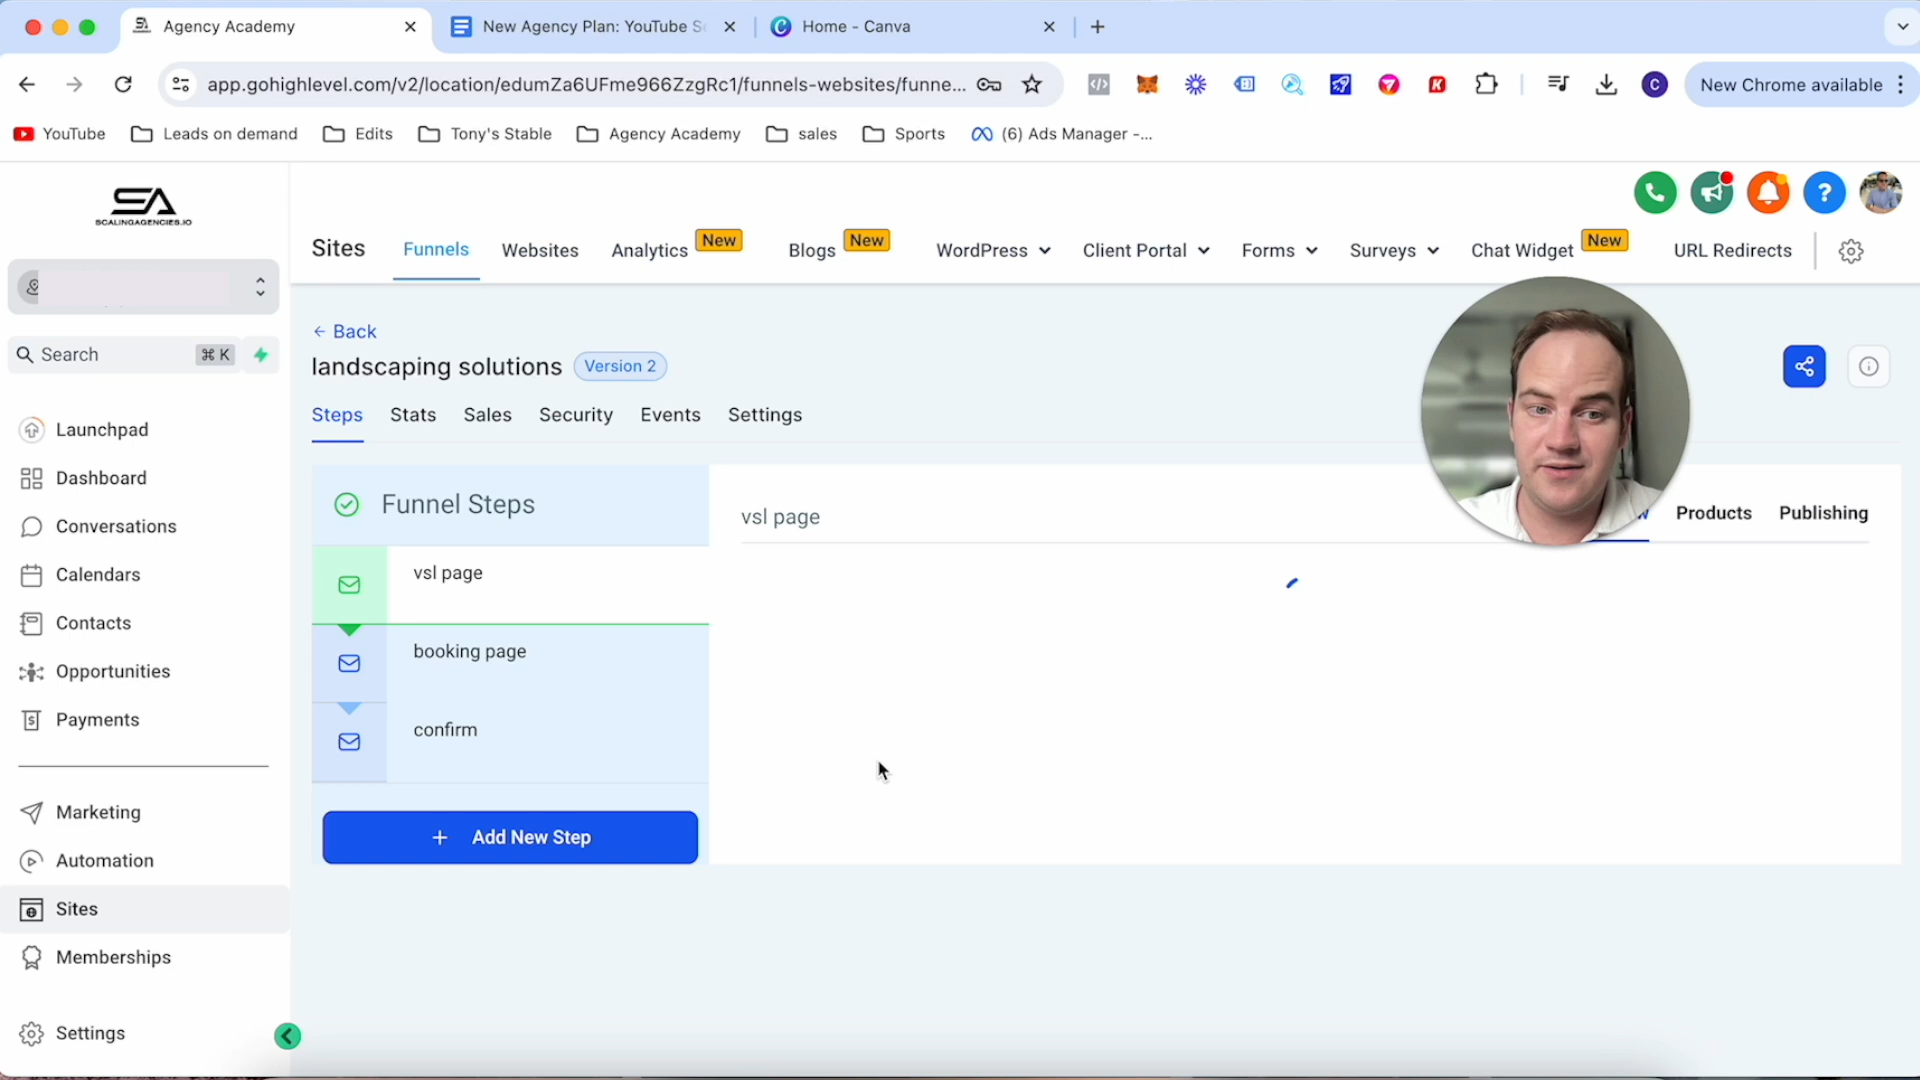 Agency Academy
New Agency Plan: YouTube Sc
Home - Canva
app.gohighlevel.com/v2/location/edumZa6UFme966ZzgRc1/funnels-websites/funne...
New Chrome available
YouTube
Leads on demand
Edits
Tony's Stable
Agency Academy
sales
Sports
(6) Ads Manager -...
SA
SCALINGAGENCIES.IO
Sites
Funnels
Websites
Analytics
New
Blogs
New
WordPress
Client Portal
Forms
Surveys
Chat Widget
New
URL Redirects
Search
⌘ K
Launchpad
Dashboard
Conversations
Calendars
Contacts
Opportunities
Payments
Marketing
Automation
Sites
Memberships
Settings
← Back
landscaping solutions
Version 2
Steps
Stats
Sales
Security
Events
Settings
Funnel Steps
vsl page
booking page
confirm
+ Add New Step
vsl page
Products
Publishing